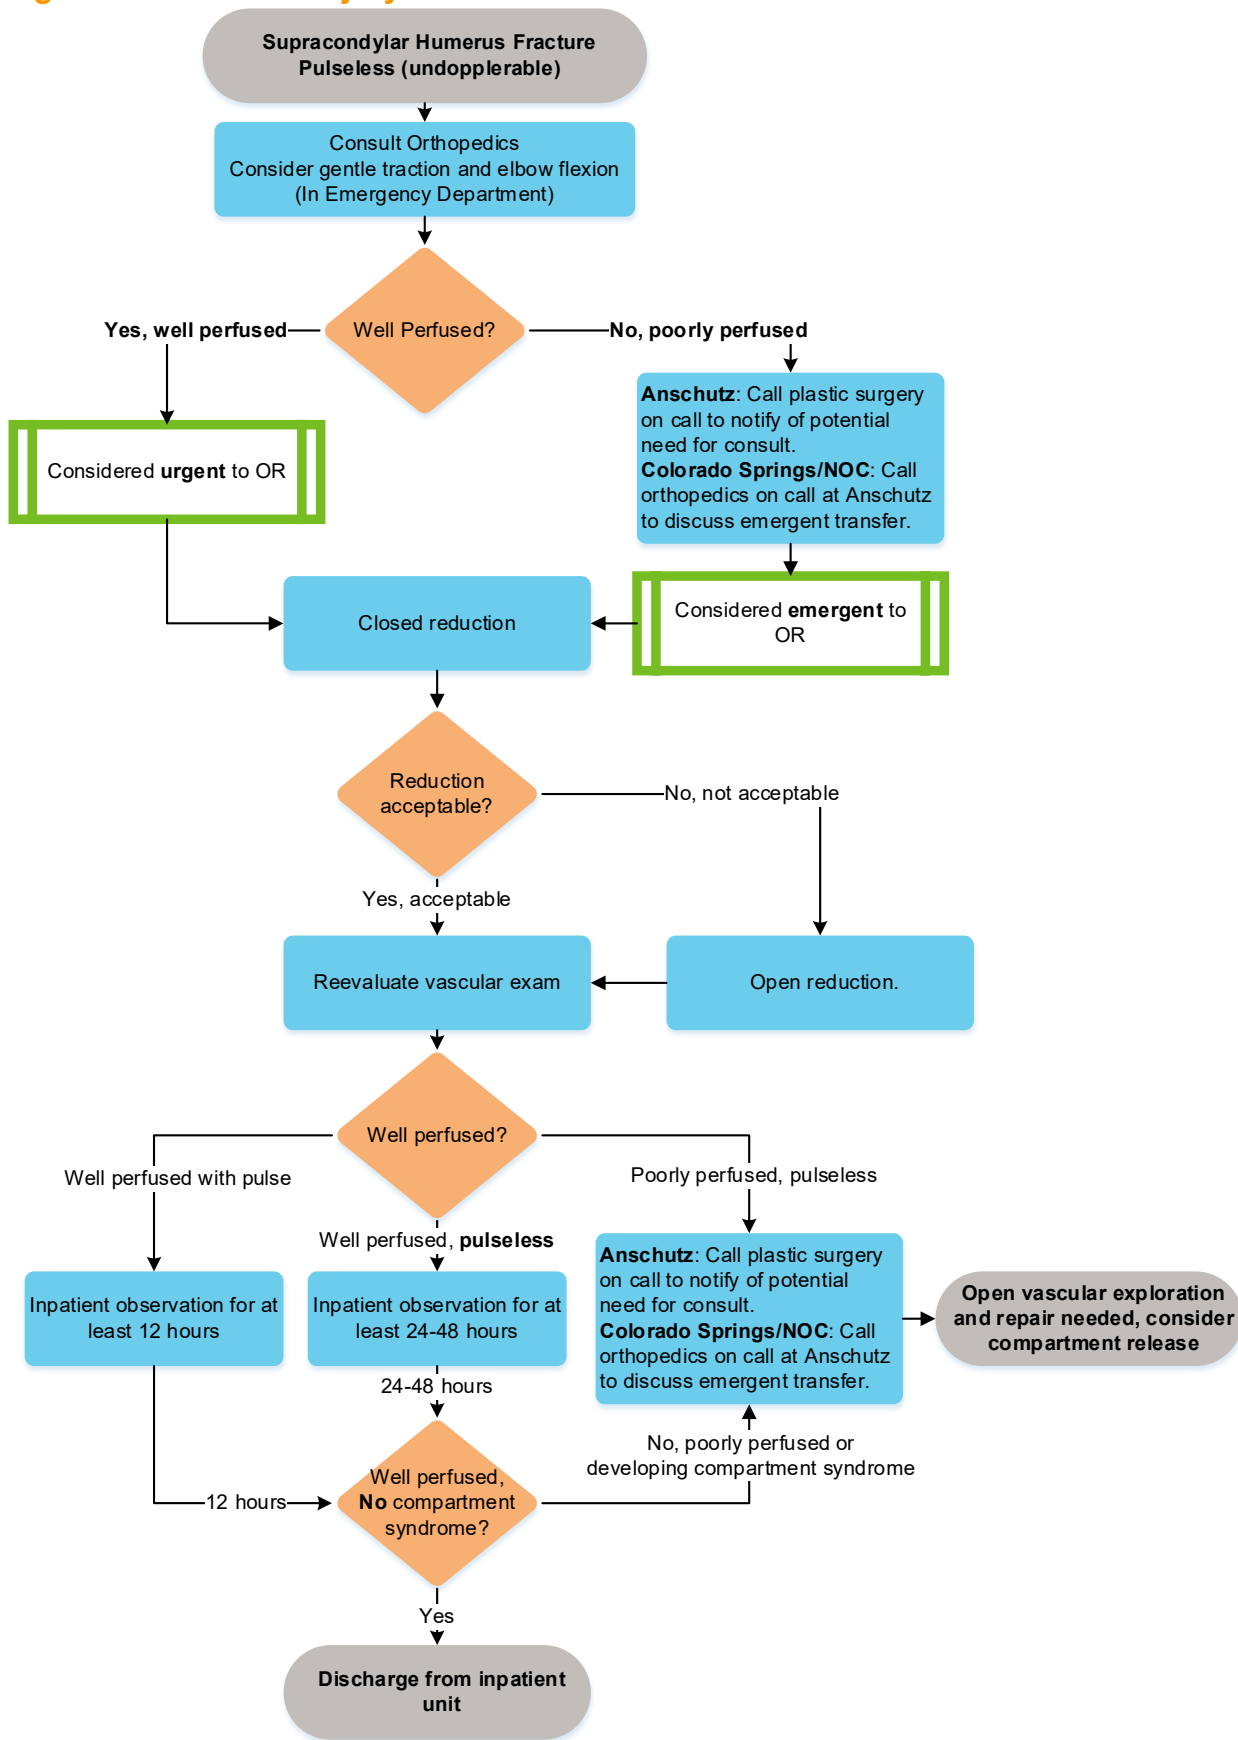 Supracondylar Humerus Fracture
Pulseless (undopplerable)
Consult Orthopedics
Consider gentle traction and elbow flexion
(In Emergency Department)
Well Perfused?
Yes, well perfused
No, poorly perfused
Anschutz: Call plastic surgery
on call to notify of potential
need for consult.
Colorado Springs/NOC: Call
orthopedics on call at Anschutz
to discuss emergent transfer.
Considered urgent to OR
Considered emergent to
OR
Closed reduction
Reduction
acceptable?
No, not acceptable
Yes, acceptable
Reevaluate vascular exam
Open reduction.
Well perfused?
Well perfused with pulse
Poorly perfused, pulseless
Well perfused, pulseless
Inpatient observation for at
least 12 hours
Inpatient observation for at
least 24-48 hours
Anschutz: Call plastic surgery
on call to notify of potential
need for consult.
Colorado Springs/NOC: Call
orthopedics on call at Anschutz
to discuss emergent transfer.
Open vascular exploration
and repair needed, consider
compartment release
24-48 hours
No, poorly perfused or
developing compartment syndrome
12 hours
Well perfused,
No compartment
syndrome?
Yes
Discharge from inpatient
unit